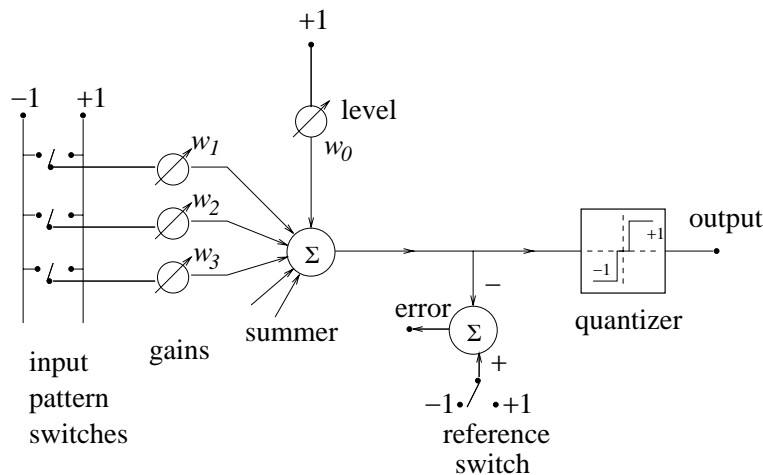 +1
−1 +1
level
w1
w0
w2
w3
Σ
output
+1
−1
−
error
quantizer
summer
Σ
gains
+
input
pattern
switches
−1 +1
reference
switch